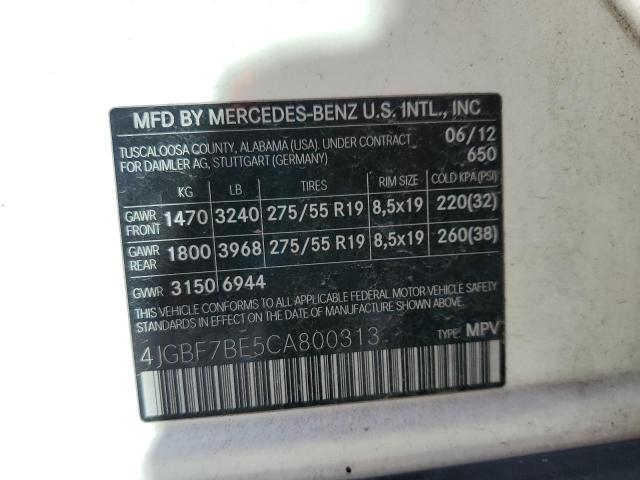 MFD BY MERCEDES-BENZ U.S. INTL., INC
TUSCALOOSA COUNTY, ALABAMA (USA). UNDER CONTRACT 06/12
FOR DAIMLER AG, STUTTGART (GERMANY) 650
KG LB TIRES RIM SIZE COLD KPA (PSI)
GAWR FRONT 1470 3240 275/55 R19 8,5x19 220(32)
GAWR REAR 1800 3968 275/55 R19 8,5x19 260(38)
GVWR 3150 6944
THIS VEHICLE CONFORMS TO ALL APPLICABLE FEDERAL MOTOR VEHICLE SAFETY
STANDARDS IN EFFECT ON THE DATE OF MANUFACTURE SHOWN ABOVE.
4JGBF7BE5CA800313 TYPE: MPV